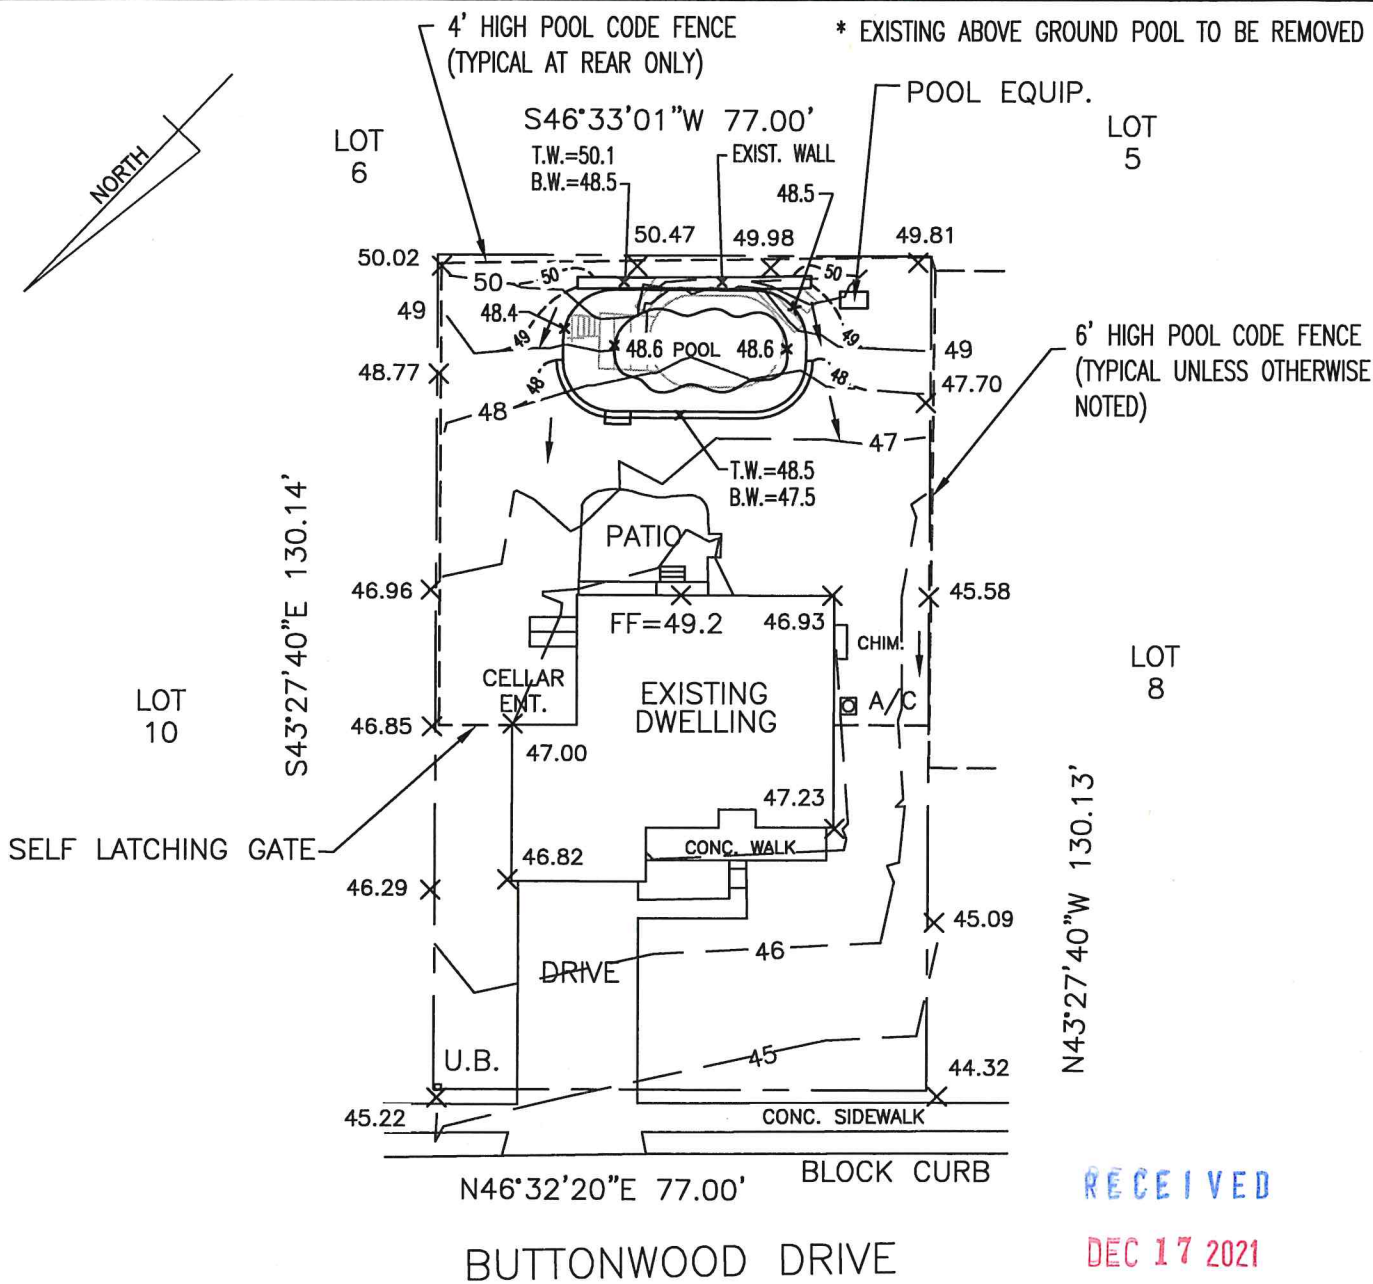 4' HIGH POOL CODE FENCE
(TYPICAL AT REAR ONLY)
* EXISTING ABOVE GROUND POOL TO BE REMOVED
POOL EQUIP.
S46°33'01"W 77.00'
LOT
6
LOT
5
NORTH
T.W.=50.1
B.W.=48.5
EXIST. WALL
48.5
50.02
50.47
49.98
49.81
50
50
50
49
48.4
49
49
49
48.6
POOL
48.6
6' HIGH POOL CODE FENCE
(TYPICAL UNLESS OTHERWISE
NOTED)
48.77
48
48
48
47.70
47
T.W.=48.5
B.W.=47.5
S43°27'40"E 130.14'
PATIO
46.96
45.58
FF=49.2
46.93
CHIM.
CELLAR
ENT.
EXISTING
DWELLING
A/C
LOT
10
LOT
8
46.85
47.00
47.23
SELF LATCHING GATE
CONC. WALK
46.82
46.29
45.09
N43°27'40"W 130.13'
46
DRIVE
U.B.
45
44.32
45.22
CONC. SIDEWALK
BLOCK CURB
N46°32'20"E 77.00'
BUTTONWOOD DRIVE
RECEIVED
DEC 17 2021